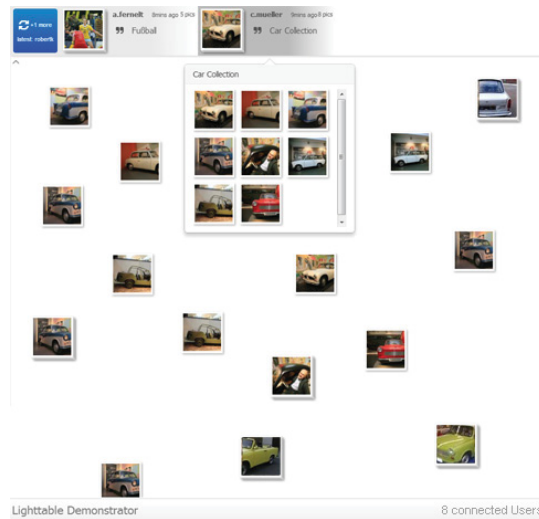 +1 more
latest: robertk
a.fernelt 9mins ago 5 pics
Fußball
c.mueller 9mins ago 8 pics
Car Collection
Car Collection
Lighttable Demonstrator
8 connected Users